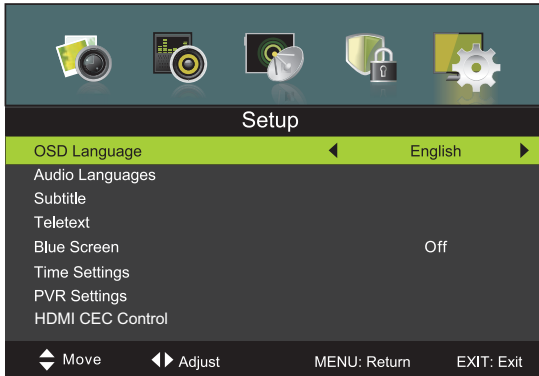 Setup
OSD Language English
Audio Languages
Subtitle
Teletext
Blue Screen Off
Time Settings
PVR Settings
HDMI CEC Control
Move Adjust MENU: Return EXIT: Exit